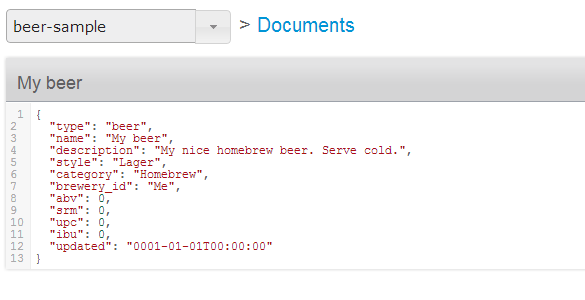 beer-sample > Documents
My beer
1 {
2 "type": "beer",
3 "name": "My beer",
4 "description": "My nice homebrew beer. Serve cold.",
5 "style": "Lager",
6 "category": "Homebrew",
7 "brewery_id": "Me",
8 "abv": 0,
9 "srm": 0,
10 "upc": 0,
11 "ibu": 0,
12 "updated": "0001-01-01T00:00:00"
13 }